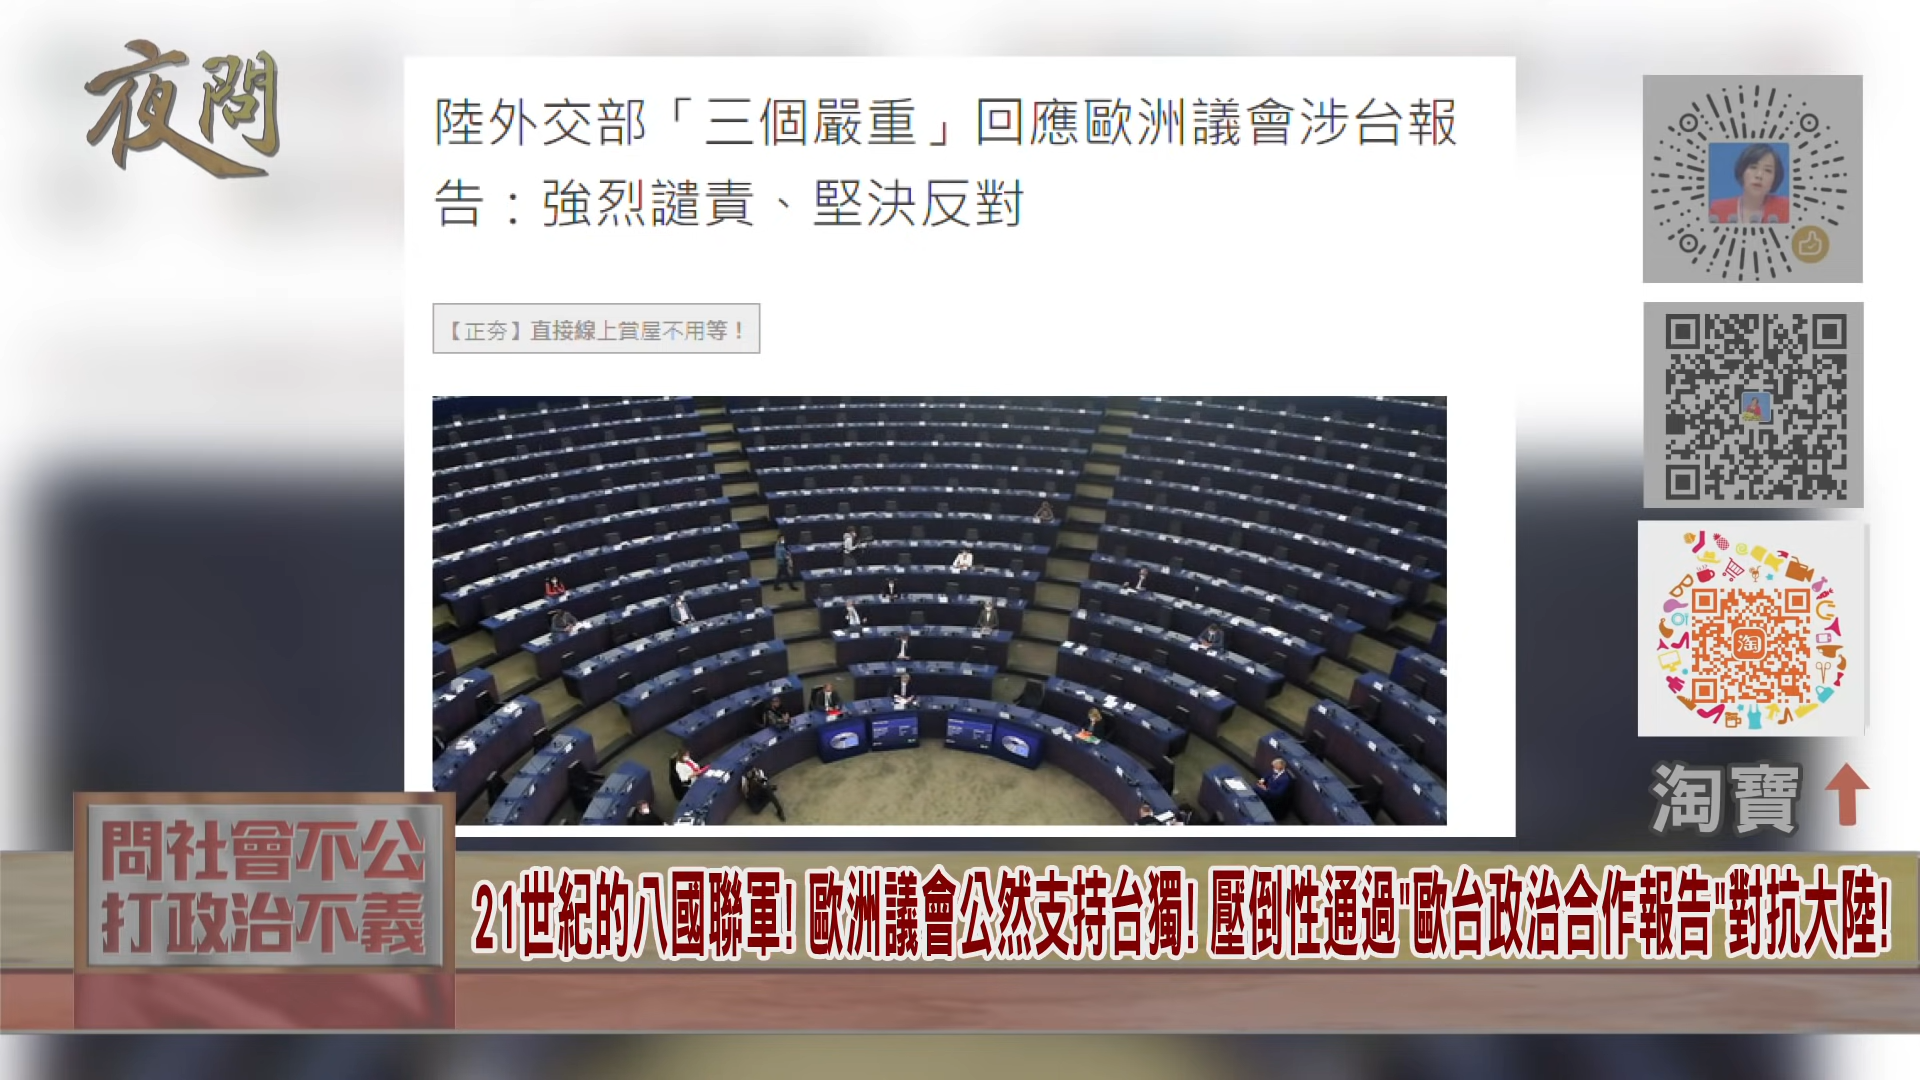 夜問
陸外交部「三個嚴重」回應歐洲議會涉台報
告：強烈譴責、堅決反對
【正夯】直接線上賞屋不用等！
淘
淘寶
問社會不公
打政治不義
21世紀的八國聯軍!歐洲議會公然支持台獨!壓倒性通過"歐台政治合作報告"對抗大陸!